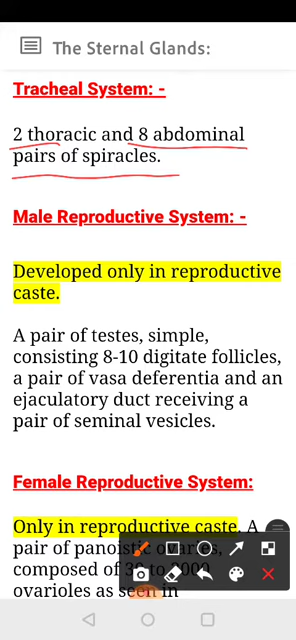 The Sternal Glands:
Tracheal System: -
2 thoracic and 8 abdominal
pairs of spiracles.
Male Reproductive System: -
Developed only in reproductive
caste.
A pair of testes, simple,
consisting 8-10 digitate follicles,
a pair of vasa deferentia and an
ejaculatory duct receiving a
pair of seminal vesicles.
Female Reproductive System:
Only in reproductive caste. A
pair of panoistic ovaries,
composed of
ovarioles as seen in